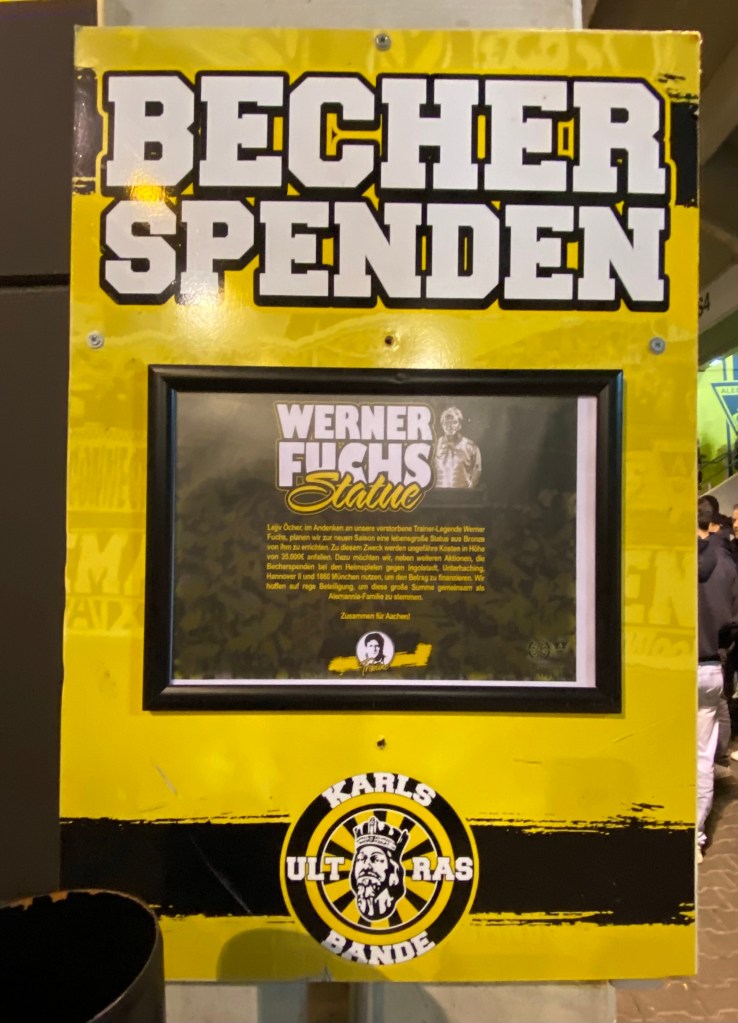 BECHER
SPENDEN
WERNER
FUCHS
Statue
Leɉv Öcher, im Andenken an unsere verstorbene Trainer-Legende Werner
Fuchs, planen wir zur neuen Saison eine lebensgroße Statue aus Bronze
von ihm zu errichten. Zu diesem Zweck werden ungefähre Kosten in Höhe
von 35.000€ anfallen. Dazu möchten wir, neben weiteren Aktionen, die
Becherspenden bei den Heimspielen gegen Ingolstadt, Unterhaching,
Hannover II und 1860 München nutzen, um den Betrag zu finanzieren. Wir
hoffen auf rege Beteiligung, um diese große Summe gemeinsam als
Alemannia-Familie zu stemmen.
Zusammen für Aachen!
KARLS
ULTRAS
BANDE